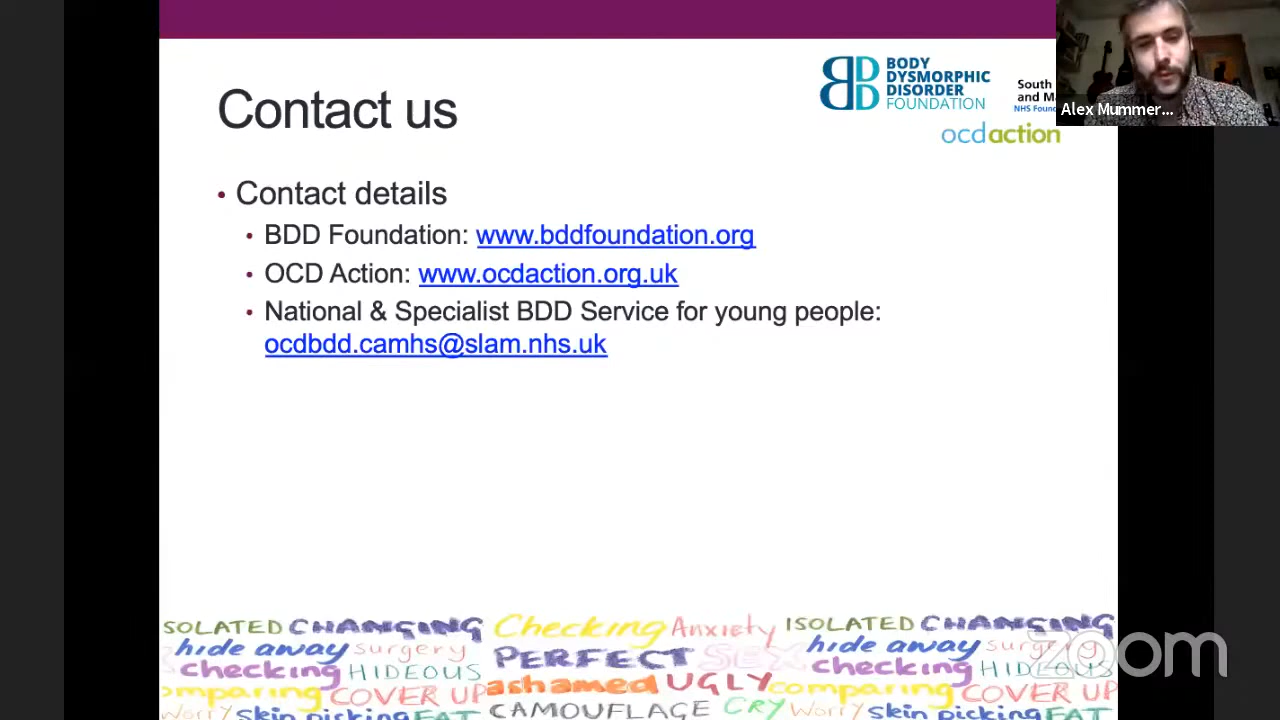 BODY
DYSMORPHIC
DISORDER
FOUNDATION
South
and M
NHS Foun
ocdaction
Alex Mummer...
Contact us
• Contact details
• BDD Foundation: www.bddfoundation.org
• OCD Action: www.ocdaction.org.uk
• National & Specialist BDD Service for young people:
ocdbdd.camhs@slam.nhs.uk
SOLATED CHANGING Checking Anxiety ISOLATED CHANGING
hide away surgery PERFECT SEX hide away surgery
checking HIDEOUS checking HIDEOUS
omparing COVER UP ashamed UGLY comparing COVER UP
Worry skin picking FAT CAMOUFLAGE CRY Worry skin picking FAT
zoom